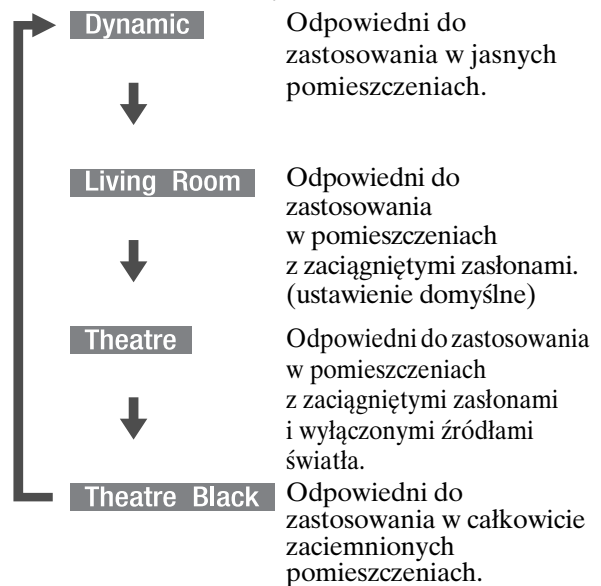 Dynamic
Odpowiedni do
zastosowania w jasnych
pomieszczeniach.
Living Room
Odpowiedni do
zastosowania
w pomieszczeniach
z zaciągniętymi zasłonami.
(ustawienie domyślne)
Theatre
Odpowiedni do zastosowania
w pomieszczeniach
z zaciągniętymi zasłonami
i wyłączonymi źródłami
światła.
Theatre Black
Odpowiedni do
zastosowania w całkowicie
zaciemnionych
pomieszczeniach.